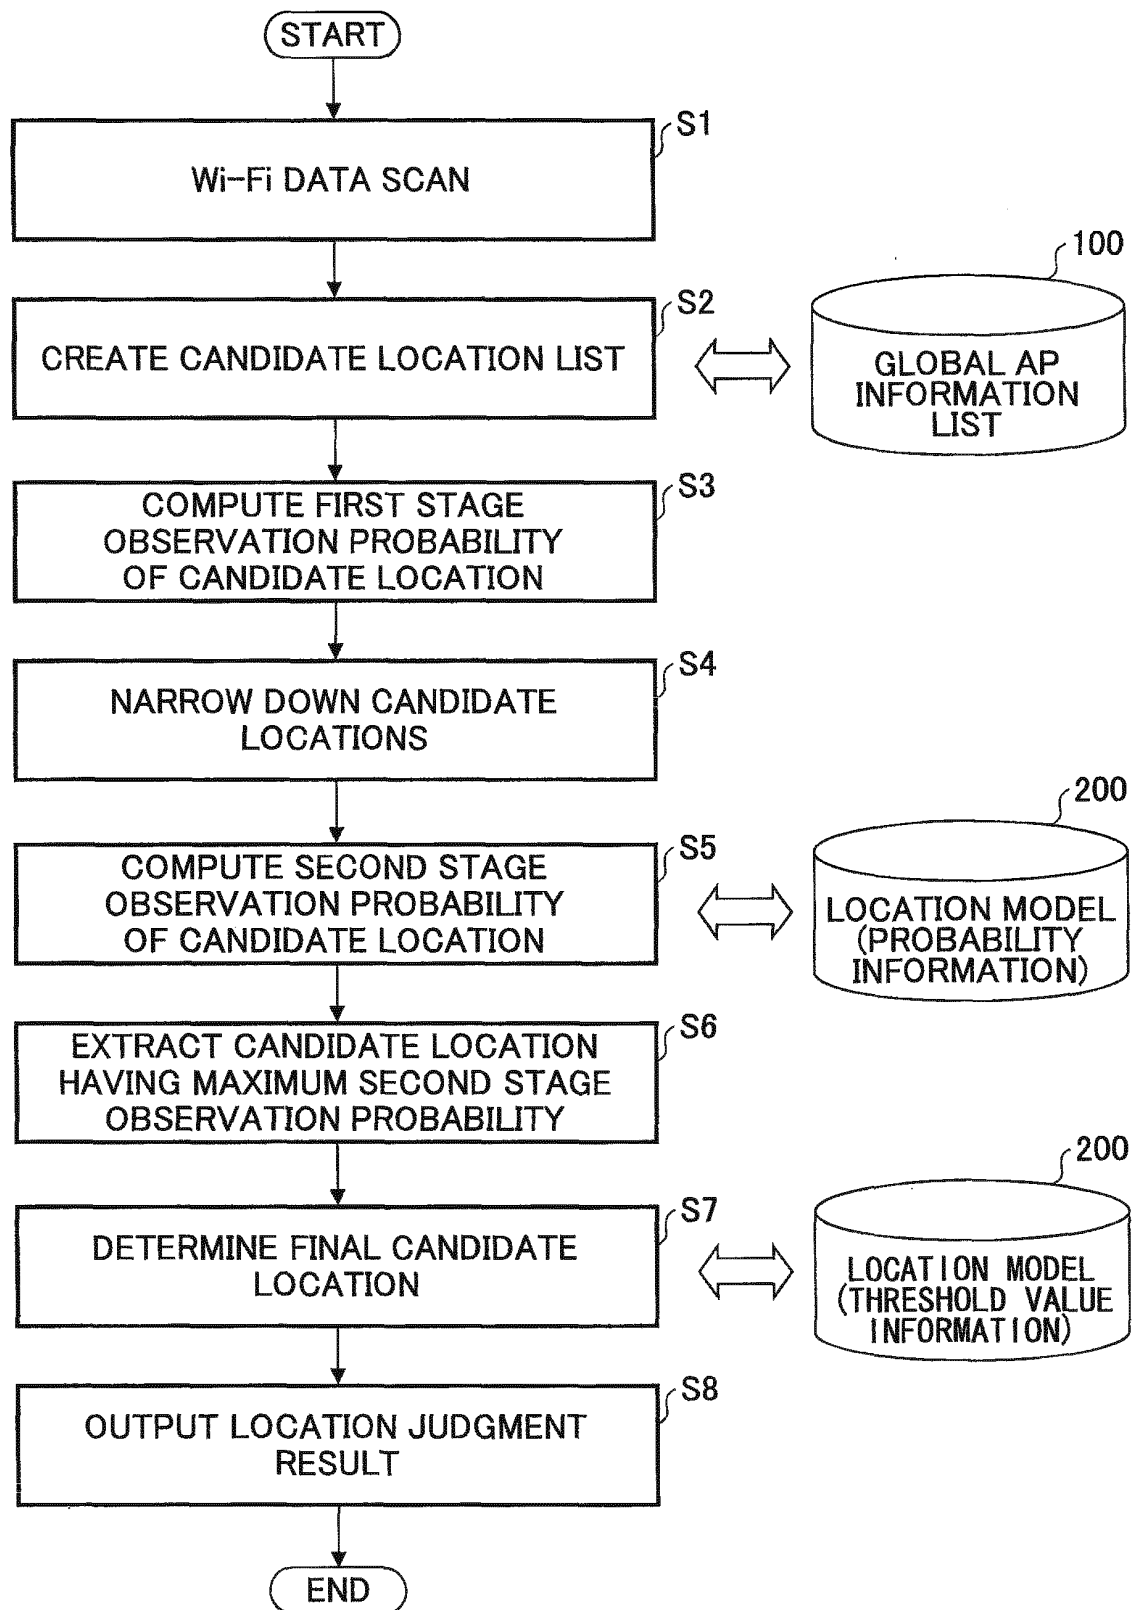 START
S1
Wi-Fi DATA SCAN
100
S2
CREATE CANDIDATE LOCATION LIST
GLOBAL AP
INFORMATION
LIST
S3
COMPUTE FIRST STAGE
OBSERVATION PROBABILITY
OF CANDIDATE LOCATION
S4
NARROW DOWN CANDIDATE
LOCATIONS
200
S5
COMPUTE SECOND STAGE
OBSERVATION PROBABILITY
OF CANDIDATE LOCATION
LOCATION MODEL
(PROBABILITY
INFORMATION)
S6
EXTRACT CANDIDATE LOCATION
HAVING MAXIMUM SECOND STAGE
OBSERVATION PROBABILITY
200
S7
DETERMINE FINAL CANDIDATE
LOCATION
LOCATION MODEL
(THRESHOLD VALUE
INFORMATION)
S8
OUTPUT LOCATION JUDGMENT
RESULT
END